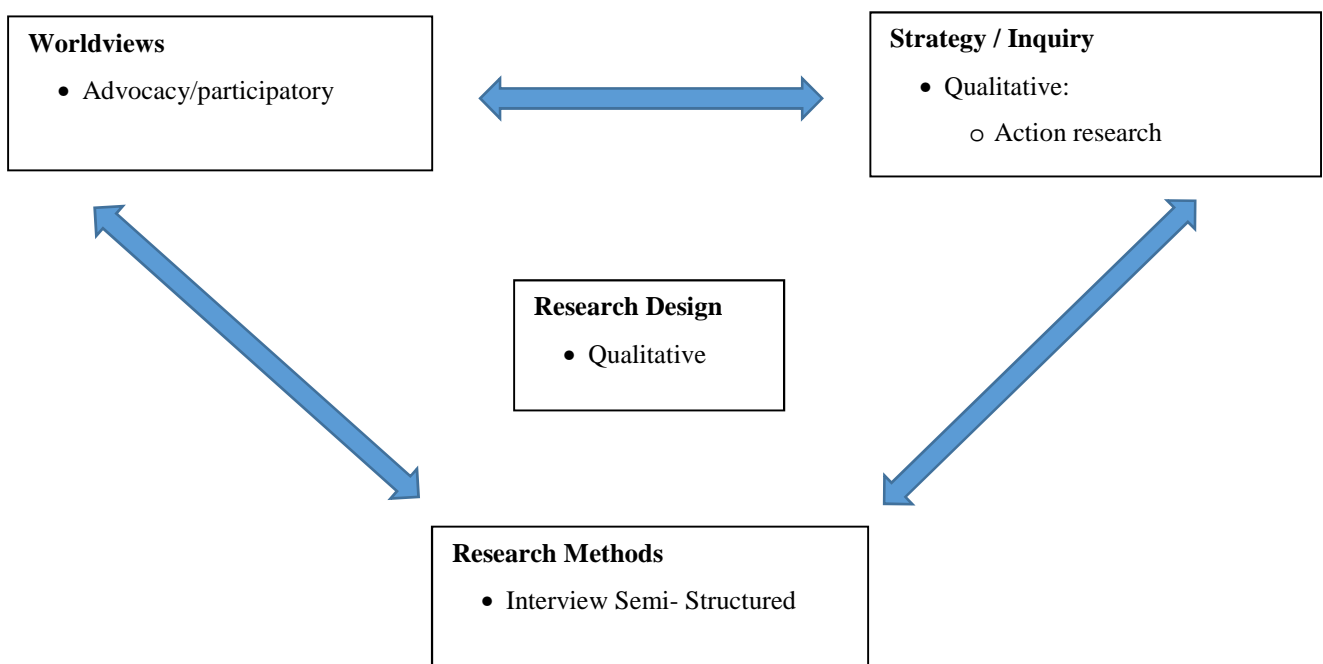 Worldviews
• Advocacy/participatory
Strategy / Inquiry
• Qualitative:
o Action research
Research Design
• Qualitative
Research Methods
• Interview Semi- Structured